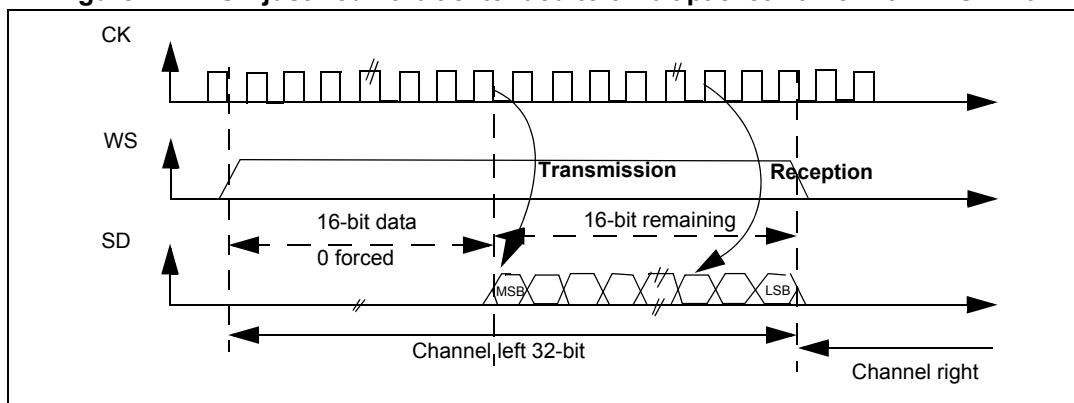 CK
WS
Transmission
Reception
16-bit data
16-bit remaining
SD
0 forced
MSB
LSB
Channel left 32-bit
Channel right